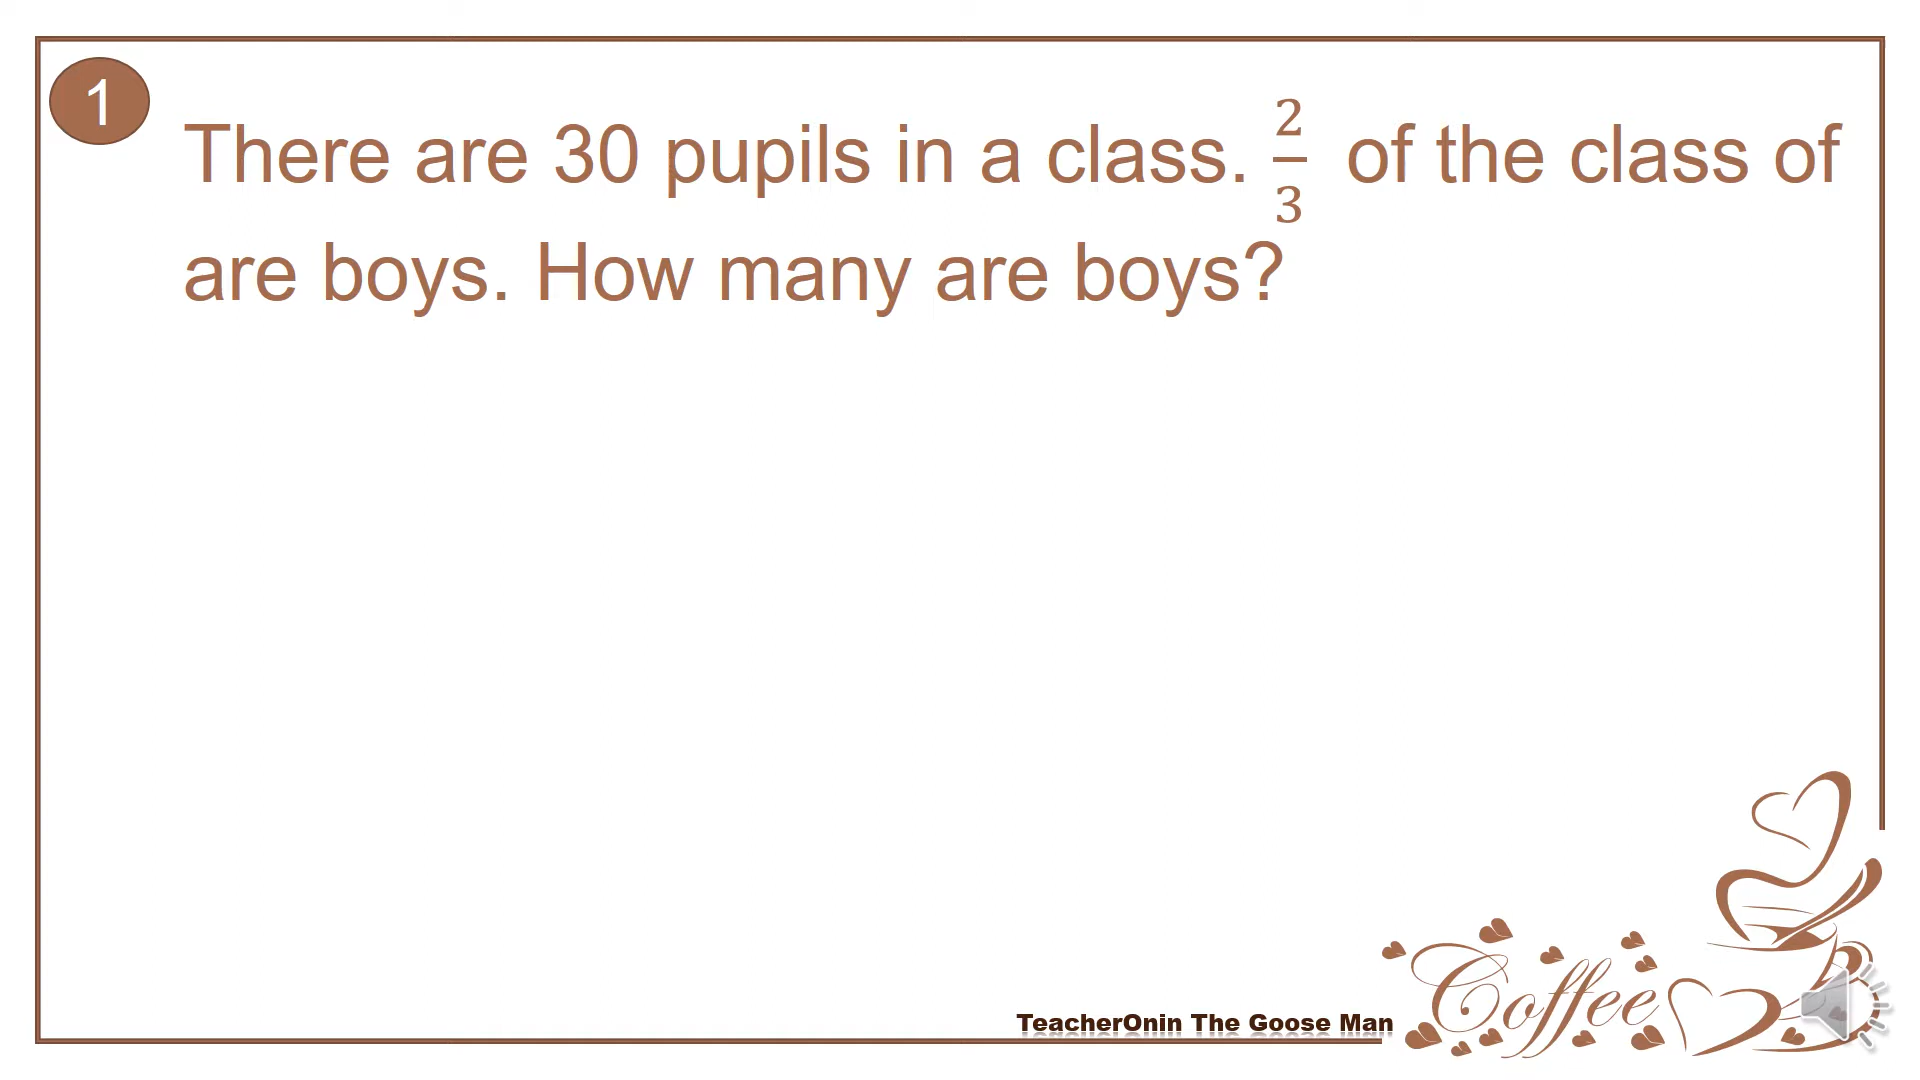 1
There are 30 pupils in a class. 2/3 of the class of
are boys. How many are boys?
TeacherOnin The Goose Man
Coffee